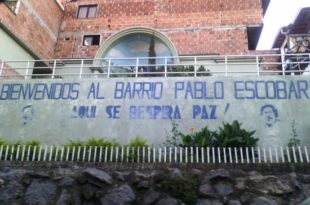 BIENVENIDOS AL BARRIO PABLO ESCOBAR
¡AQUI SE RESPIRA PAZ!